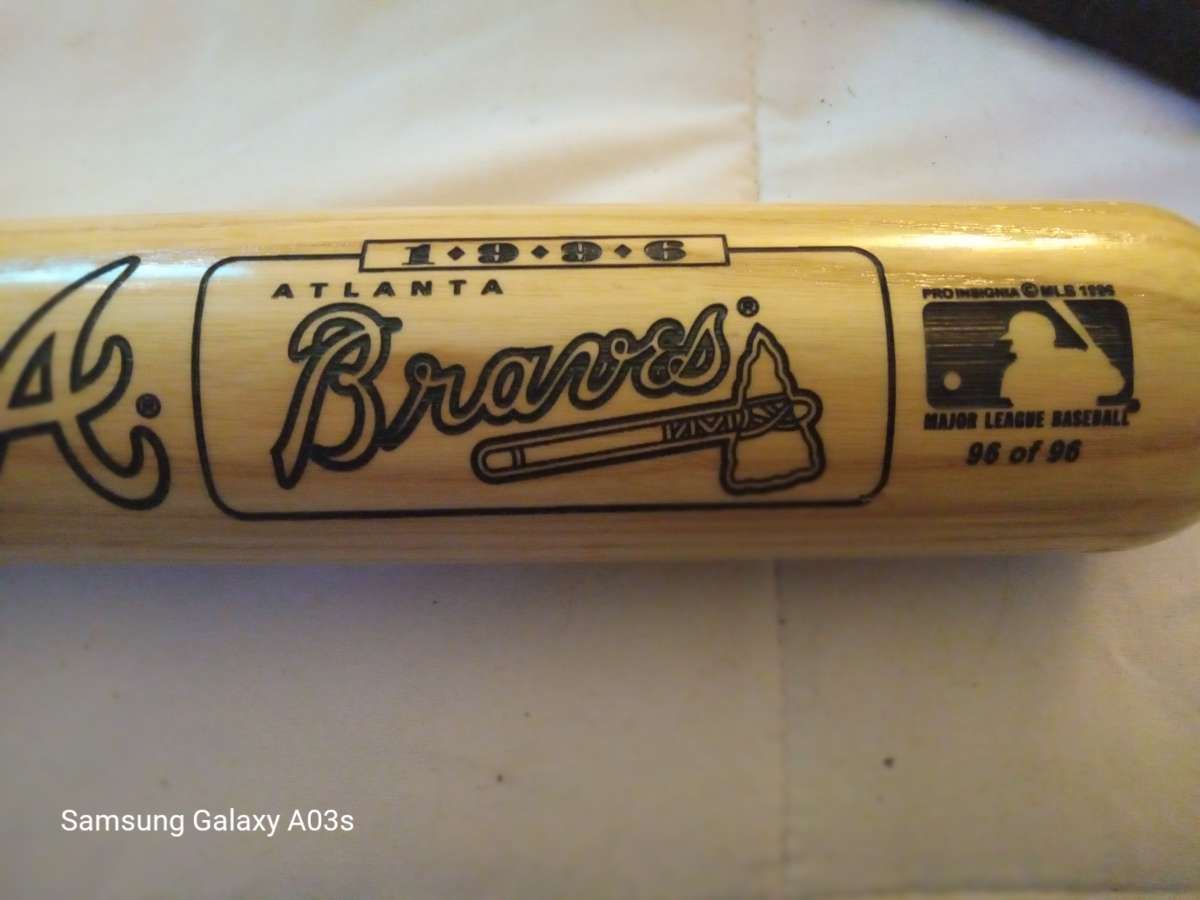 1·9·9·6
ATLANTA
Braves®
A®
PRO INSIGNIA © MLB 1996
MAJOR LEAGUE BASEBALL
96 of 96
Samsung Galaxy A03s